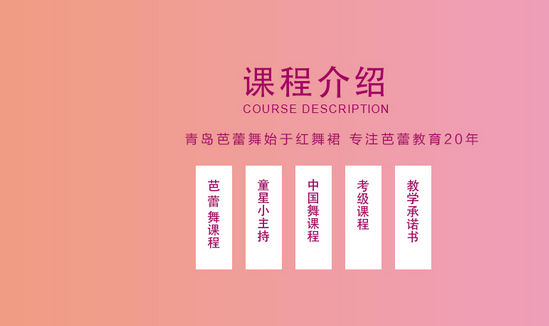 课程介绍
COURSE DESCRIPTION
青岛芭蕾舞始于红舞裙 专注芭蕾教育20年
芭蕾舞课程
童星小主持
中国舞课程
考级课程
教学承诺书